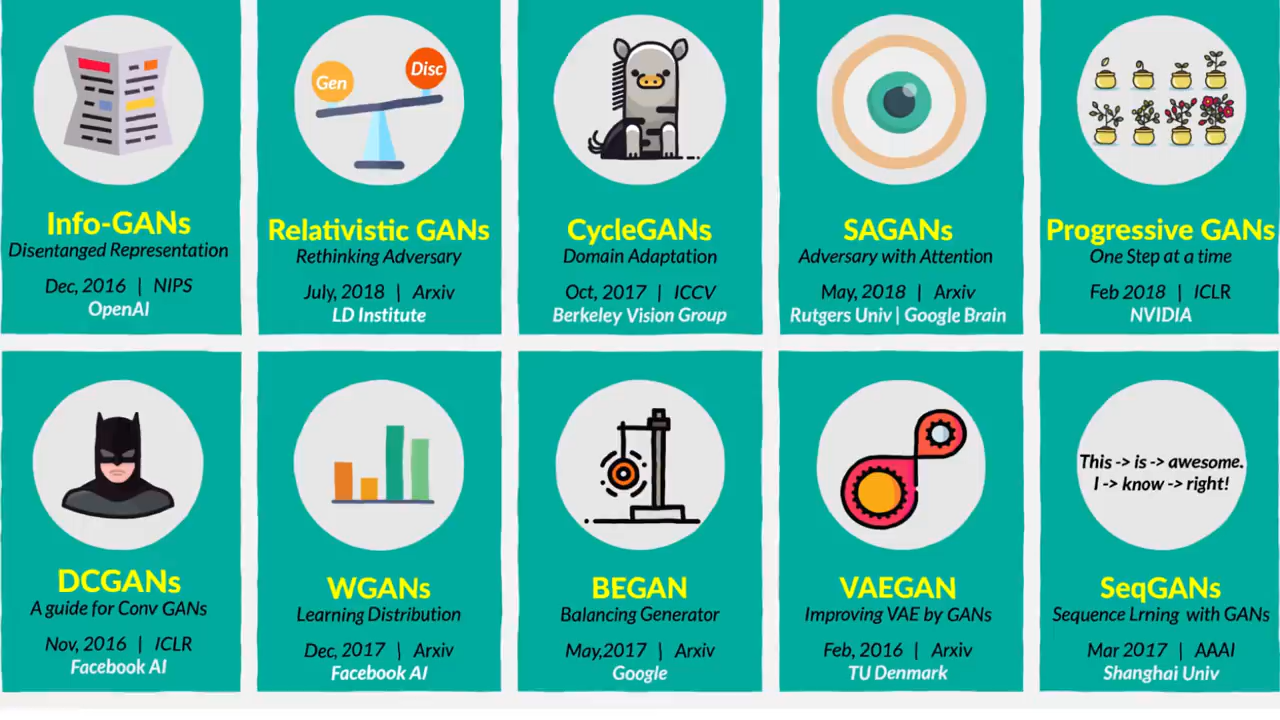 Info-GANs
Disentanged Representation
Dec, 2016 | NIPS
OpenAI
Gen
Disc
Relativistic GANs
Rethinking Adversary
July, 2018 | Arxiv
LD Institute
CycleGANs
Domain Adaptation
Oct, 2017 | ICCV
Berkeley Vision Group
SAGANs
Adversary with Attention
May, 2018 | Arxiv
Rutgers Univ | Google Brain
Progressive GANs
One Step at a time
Feb 2018 | ICLR
NVIDIA
DCGANs
A guide for Conv GANs
Nov, 2016 | ICLR
Facebook AI
WGANs
Learning Distribution
Dec, 2017 | Arxiv
Facebook AI
BEGAN
Balancing Generator
May,2017 | Arxiv
Google
VAEGAN
Improving VAE by GANs
Feb, 2016 | Arxiv
TU Denmark
This -> is -> awesome.
I -> know -> right!
SeqGANs
Sequence Lrning with GANs
Mar 2017 | AAAI
Shanghai Univ